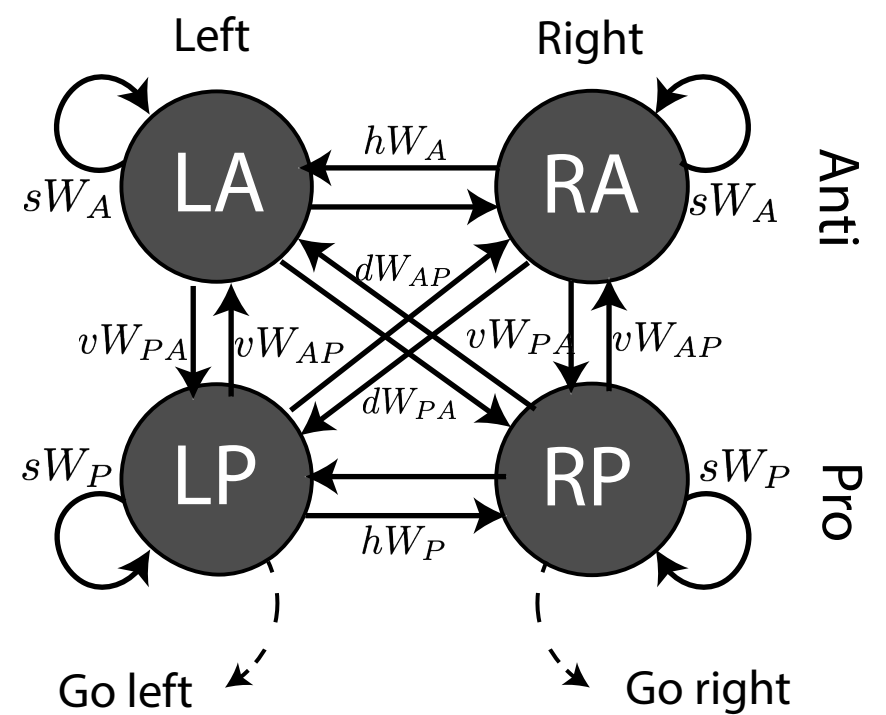 Left Right
hW_A
LA RA
sW_A sW_A
Anti
dW_AP
vW_PA vW_AP vW_PA vW_AP
dW_PA
sW_P LP RP sW_P
Pro
hW_P
Go left Go right